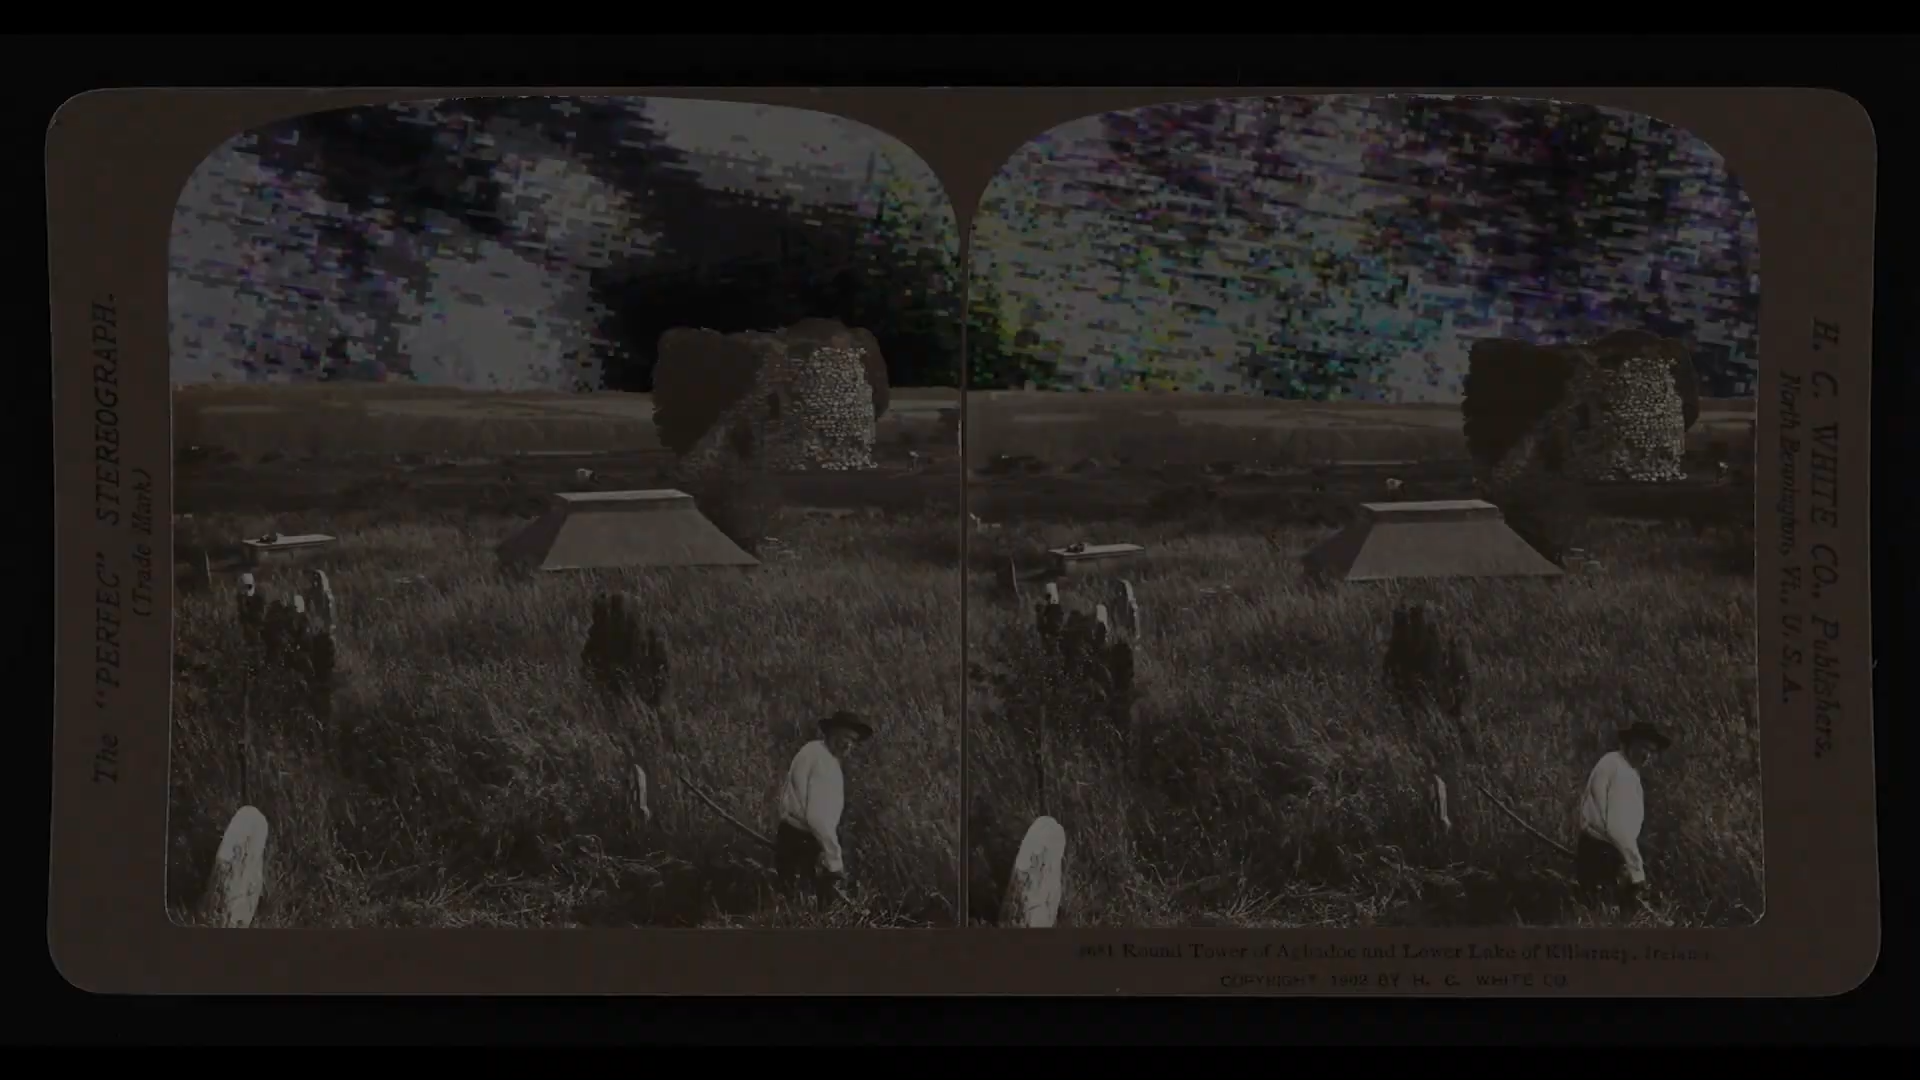 The "PERFEC" STEREOGRAPH.
(Trade Mark)
H. C. WHITE CO., Publishers.
North Bennington, Vt., U.S.A.
Round Tower of Aghadoe and Lower Lake of Killarney, Ireland.
COPYRIGHT 1902 BY H. C. WHITE CO.